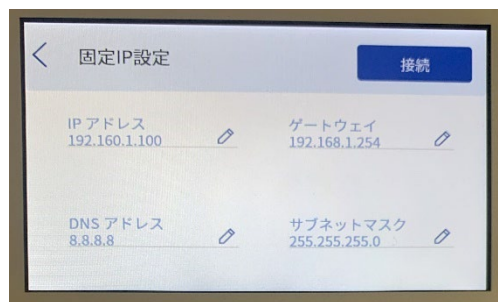 固定IP設定
接続
IP アドレス
192.160.1.100
ゲートウェイ
192.168.1.254
DNS アドレス
8.8.8.8
サブネットマスク
255.255.255.0